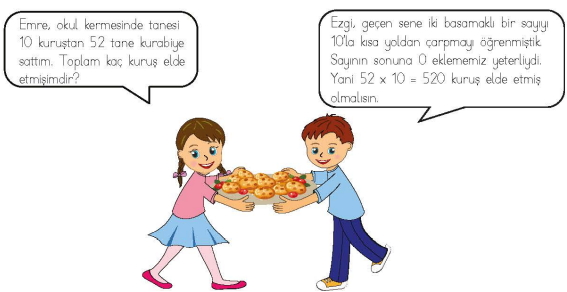 Emre, okul kermesinde tanesi
10 kuruştan 52 tane kurabiye
sattım. Toplam kaç kuruş elde
etmişimdir?
Ezgi, geçen sene iki basamaklı bir sayıyı
10'la kısa yoldan çarpmayı öğrenmiştik.
Sayının sonuna 0 eklememiz yeterliydi.
Yani 52 x 10 = 520 kuruş elde etmiş
olmalısın.